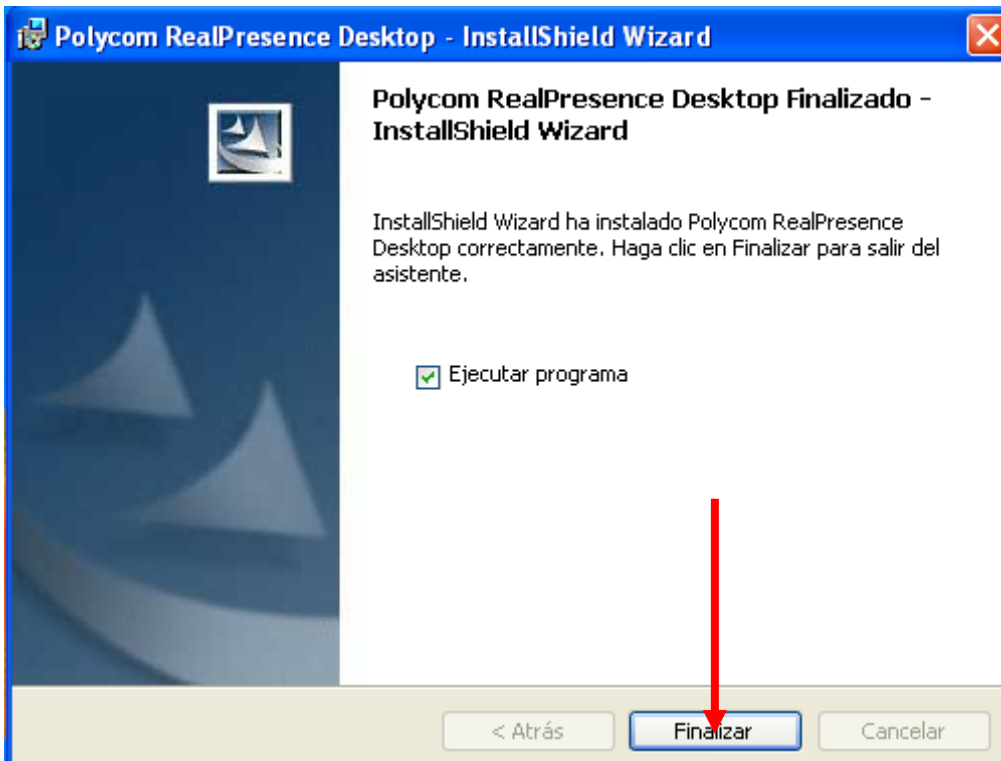 Polycom RealPresence Desktop - InstallShield Wizard
Polycom RealPresence Desktop Finalizado -
InstallShield Wizard
InstallShield Wizard ha instalado Polycom RealPresence
Desktop correctamente. Haga clic en Finalizar para salir del
asistente.
Ejecutar programa
< Atrás
Finalizar
Cancelar